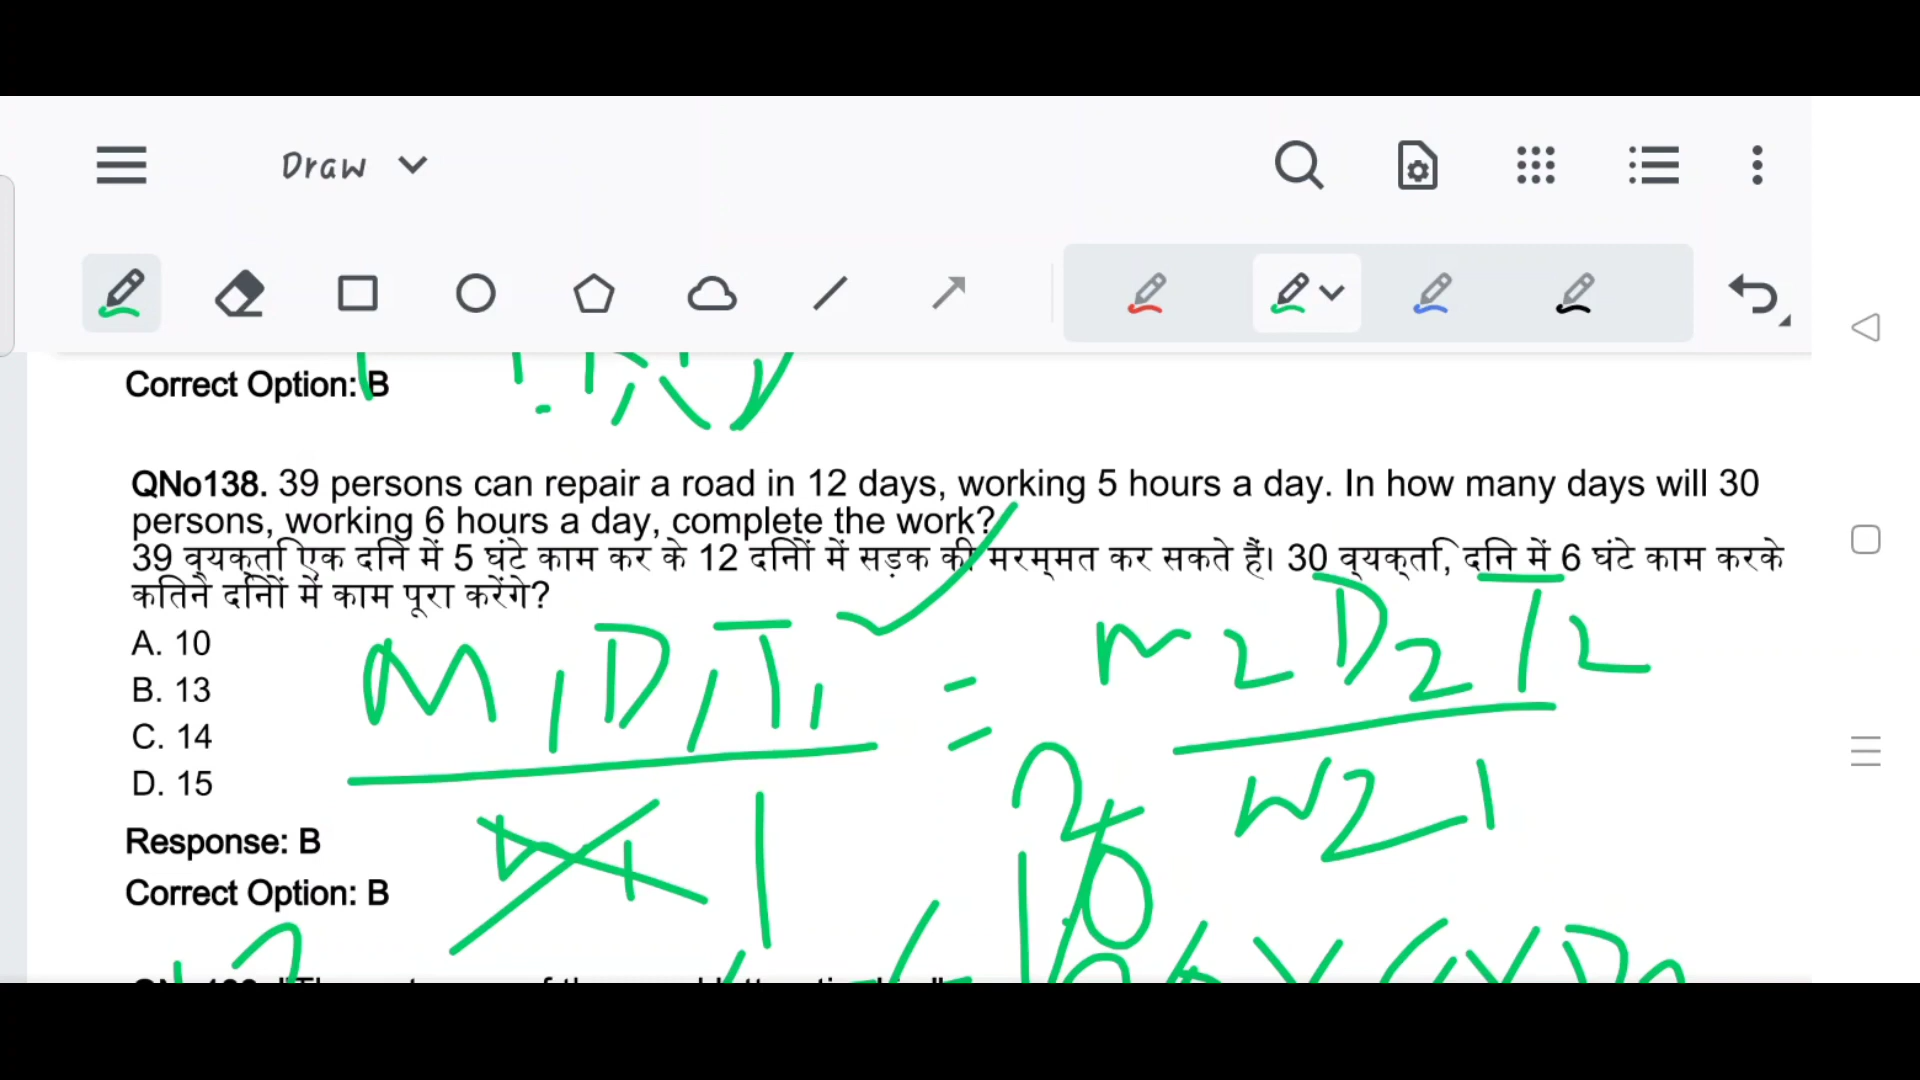 Draw
Correct Option: B
QNo138. 39 persons can repair a road in 12 days, working 5 hours a day. In how many days will 30
persons, working 6 hours a day, complete the work?
39 व्यक्ति एक दिन में 5 घंटे काम कर के 12 दिनों में सड़क की मरम्मत कर सकते हैं। 30 व्यक्ति, दिन में 6 घंटे काम करके
कितने दिनों में काम पूरा करेंगे?
A. 10
B. 13
C. 14
D. 15
M1D1T1 = M2D2T2
W1 1 W2 1
Response: B
Correct Option: B